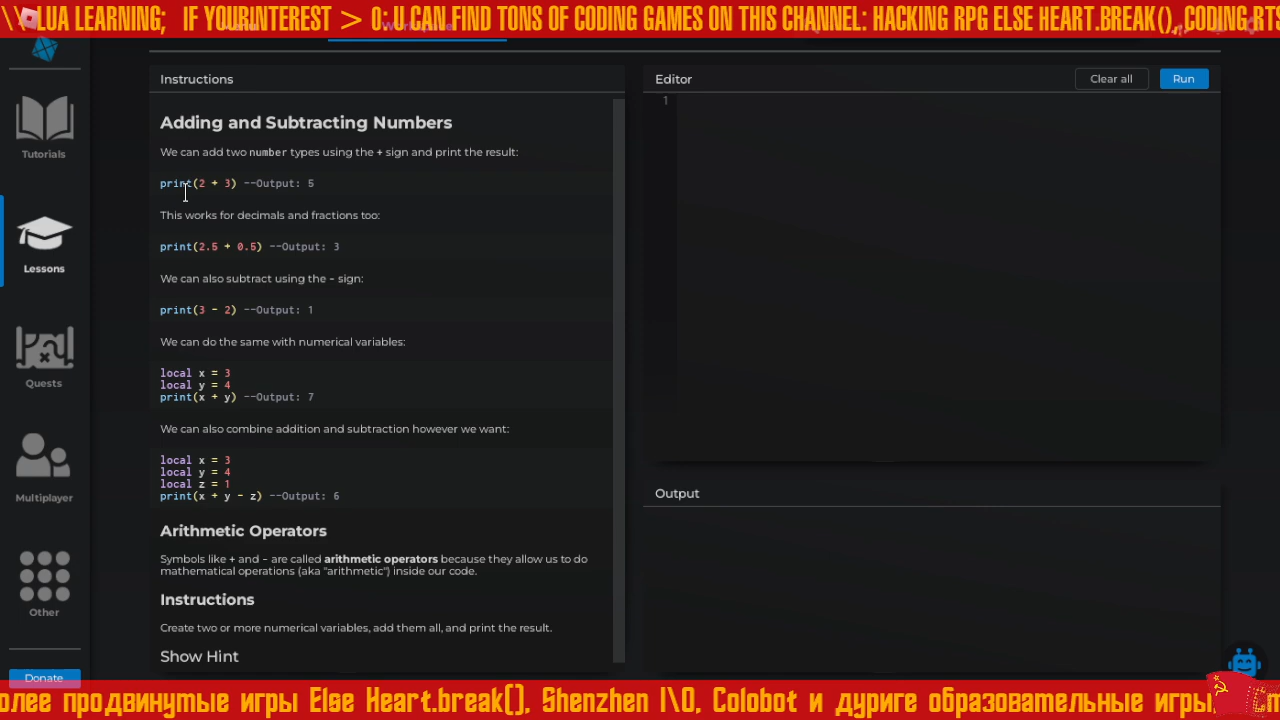 \\ LUA LEARNING; IF YOURINTEREST > 0: U CAN FIND TONS OF CODING GAMES ON THIS CHANNEL: HACKING RPG ELSE HEART.BREAK(), CODING RTS
Instructions
Adding and Subtracting Numbers
We can add two number types using the + sign and print the result:
print(2 + 3) --Output: 5
This works for decimals and fractions too:
print(2.5 + 0.5) --Output: 3
We can also subtract using the - sign:
print(3 - 2) --Output: 1
We can do the same with numerical variables:
local x = 3
local y = 4
print(x + y) --Output: 7
We can also combine addition and subtraction however we want:
local x = 3
local y = 4
local z = 1
print(x + y - z) --Output: 6
Arithmetic Operators
Symbols like + and - are called arithmetic operators because they allow us to do
mathematical operations (aka "arithmetic") inside our code.
Instructions
Create two or more numerical variables, add them all, and print the result.
Show Hint
Editor
Clear all
Run
1
Output
Tutorials
Lessons
Quests
Multiplayer
Other
Donate
олее продвинутые игры Else Heart.break(), Shenzhen I\O, Colobot и дуриге образовательные игры